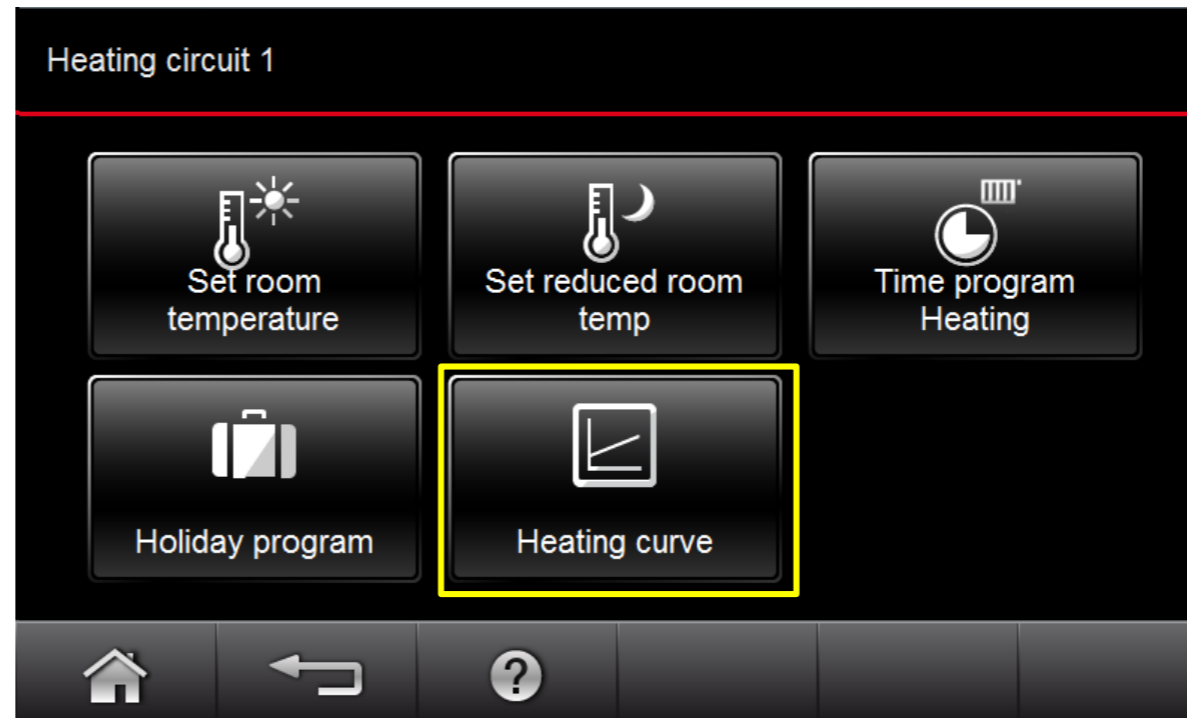 Heating circuit 1
Set room
temperature
Set reduced room
temp
Time program
Heating
Holiday program
Heating curve
?